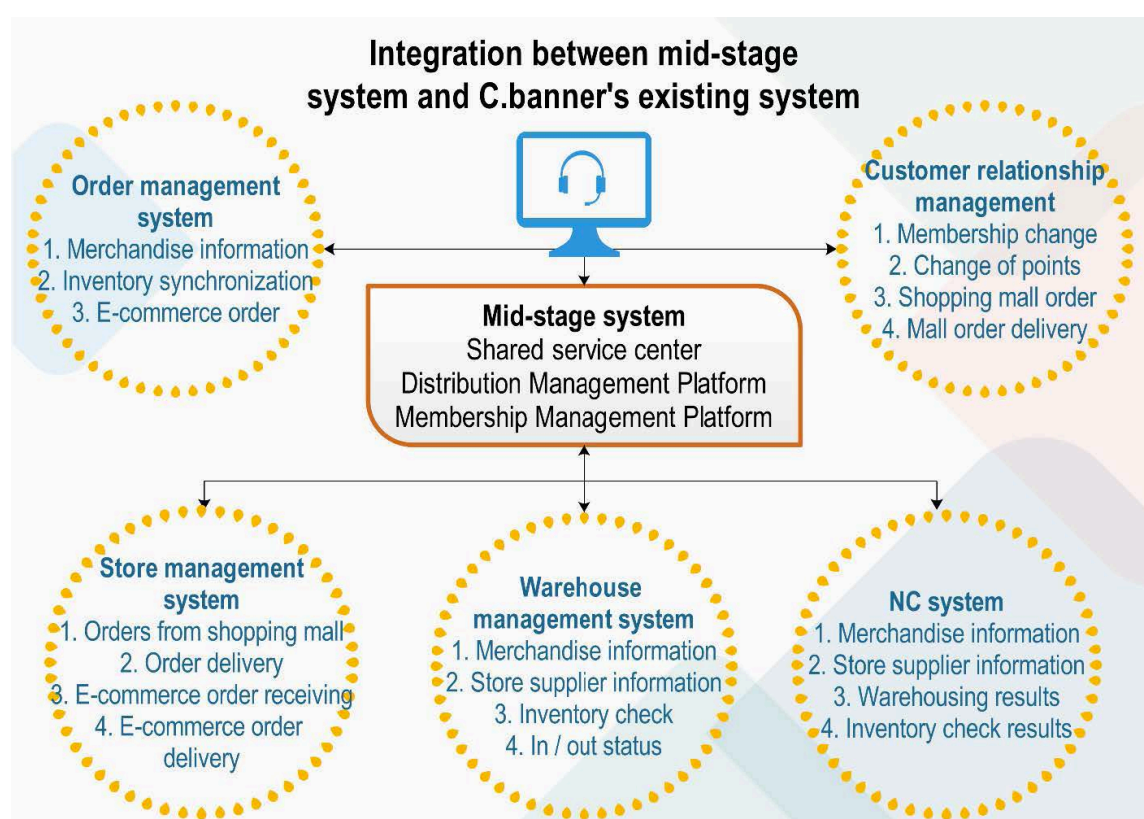 Integration between mid-stage
system and C.banner's existing system
Order management
system
1. Merchandise information
2. Inventory synchronization
3. E-commerce order
Customer relationship
management
1. Membership change
2. Change of points
3. Shopping mall order
4. Mall order delivery
Mid-stage system
Shared service center
Distribution Management Platform
Membership Management Platform
Store management
system
1. Orders from shopping mall
2. Order delivery
3. E-commerce order receiving
4. E-commerce order
delivery
Warehouse
management system
1. Merchandise information
2. Store supplier information
3. Inventory check
4. In / out status
NC system
1. Merchandise information
2. Store supplier information
3. Warehousing results
4. Inventory check results